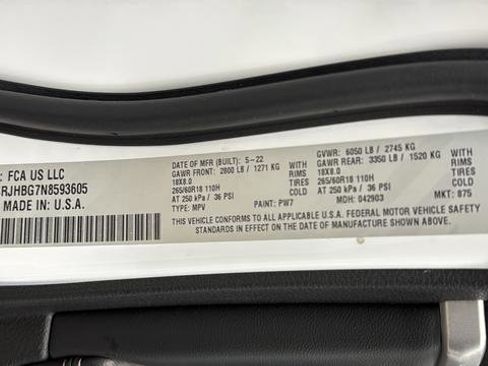 : FCA US LLC
RJHBG7N8593605
MADE IN: U.S.A.
DATE OF MFR (BUILT): 5-22
GAWR FRONT: 2800 LB / 1271 KG WITH
18X8.0 RIMS
265/60R18 110H
AT 250 kPa / 36 PSI
TYPE: MPV PAINT: PW7
GVWR: 6050 LB / 2745 KG
GAWR REAR: 3350 LB / 1520 KG WITH
18X8.0 RIMS
265/60R18 110H
AT 250 kPa / 36 PSI
MDH: 042903 MKT: 875
THIS VEHICLE CONFORMS TO ALL APPLICABLE U.S.A. FEDERAL MOTOR VEHICLE SAFETY
STANDARDS IN EFFECT ON THE DATE OF MANUFACTURE SHOWN ABOVE.